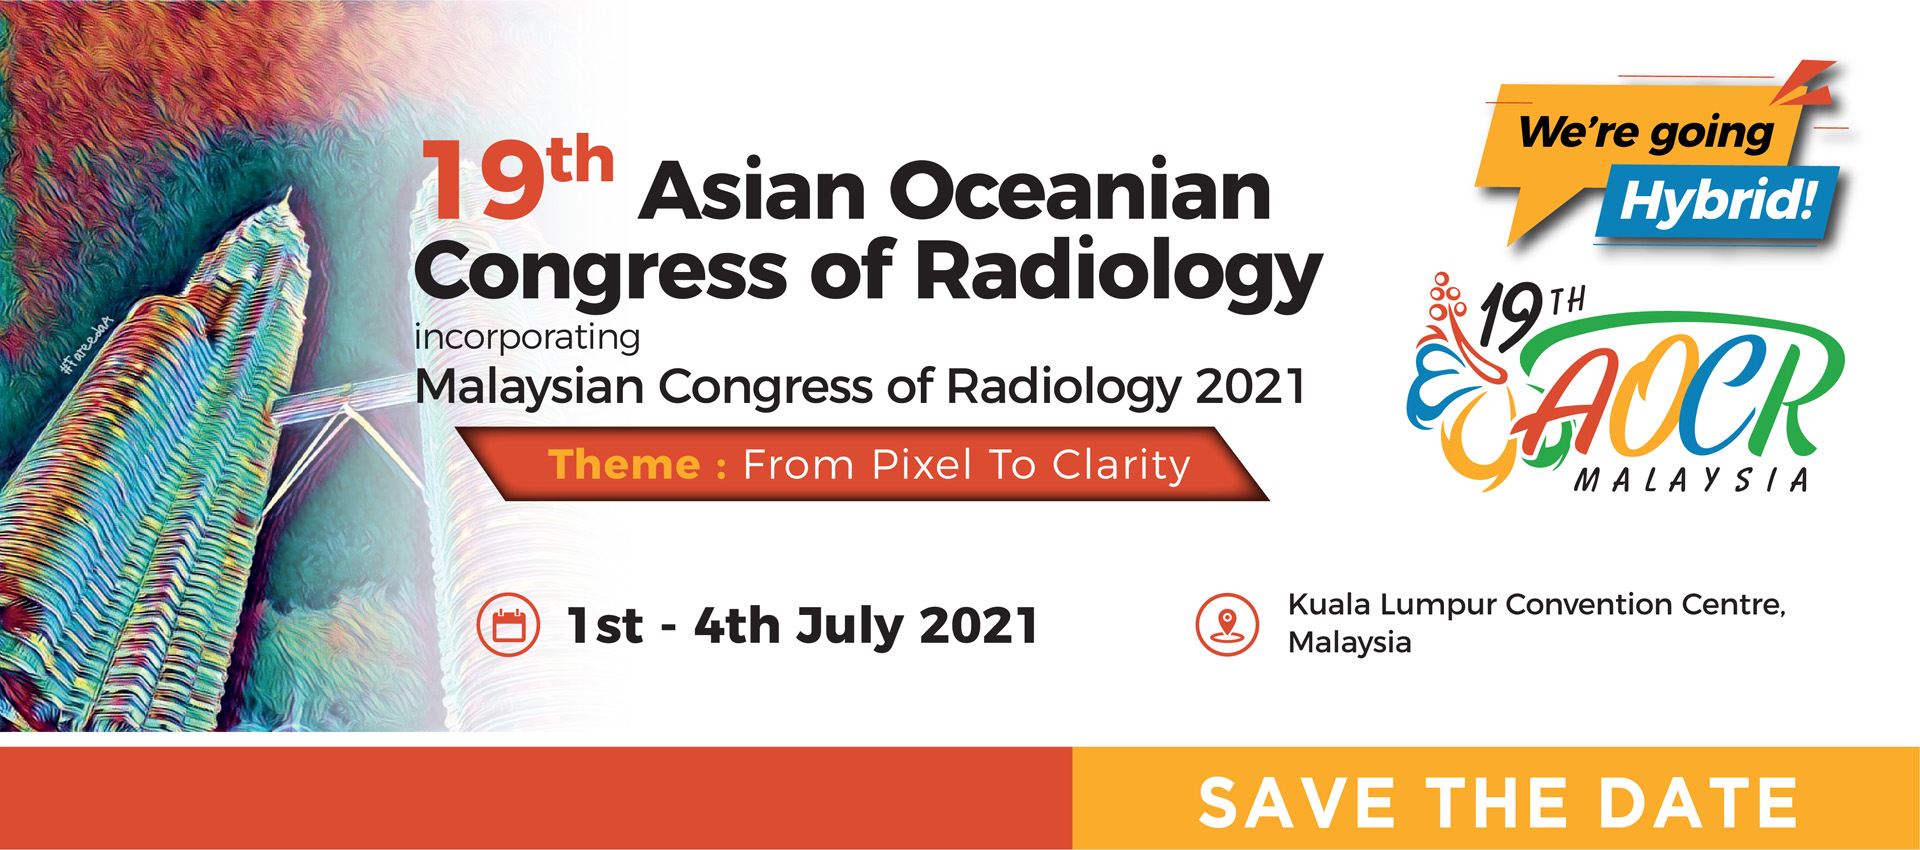 We're going
Hybrid!
19th Asian Oceanian
Congress of Radiology
incorporating
Malaysian Congress of Radiology 2021
Theme : From Pixel To Clarity
19TH
AOCR
MALAYSIA
#fareedaA
1st - 4th July 2021
Kuala Lumpur Convention Centre,
Malaysia
SAVE THE DATE